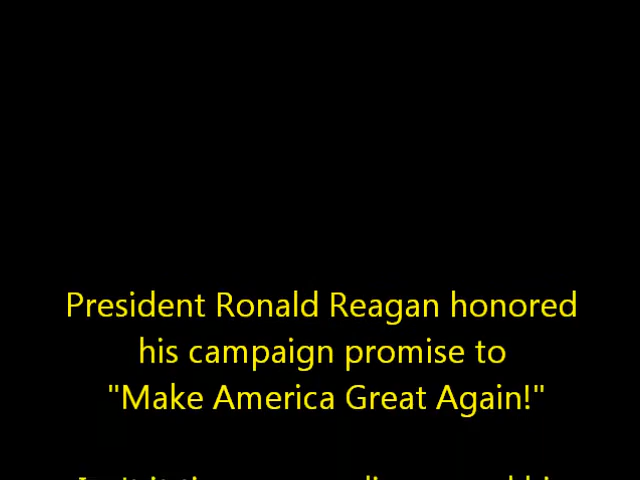 President Ronald Reagan honored
his campaign promise to
"Make America Great Again!"